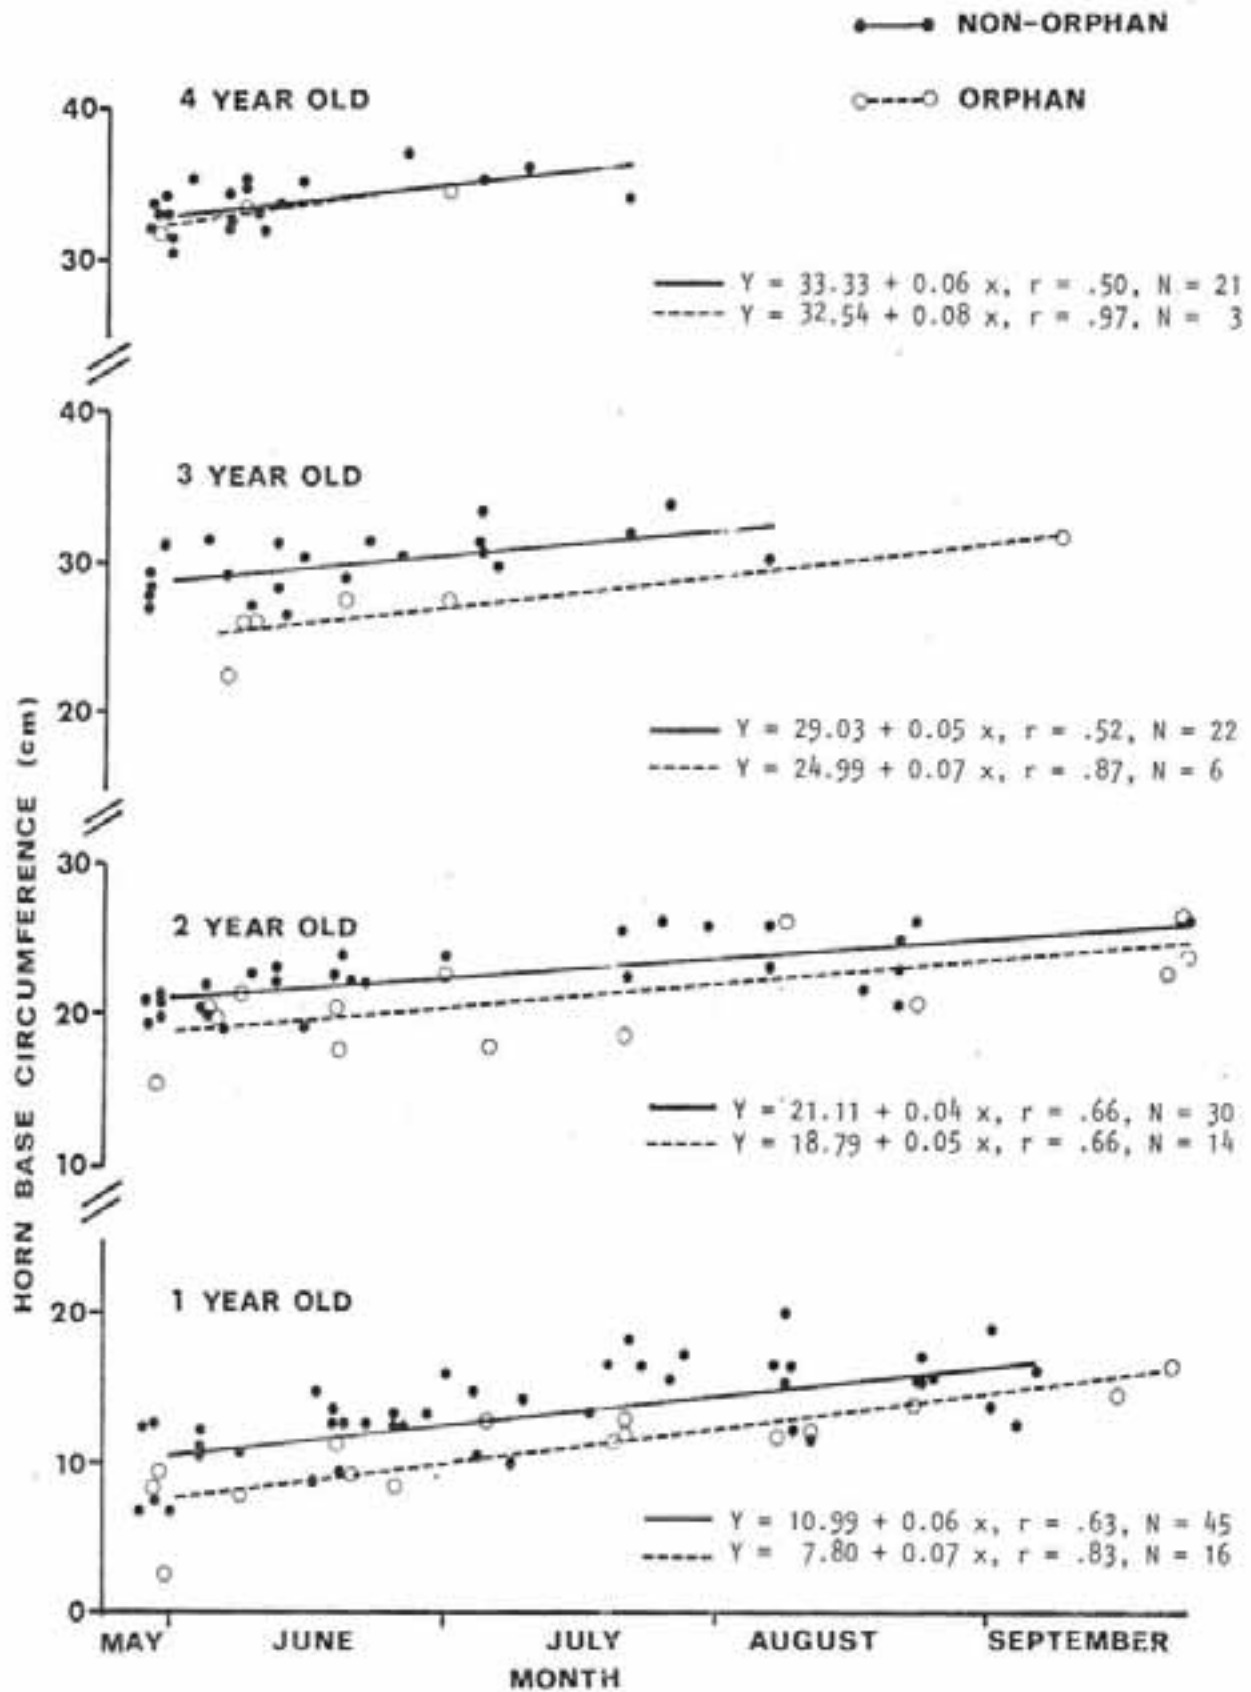 NON-ORPHAN
ORPHAN
4 YEAR OLD
40
30
Y = 33.33 + 0.06 x, r = .50, N = 21
Y = 32.54 + 0.08 x, r = .97, N = 3
40
3 YEAR OLD
30
20
Y = 29.03 + 0.05 x, r = .52, N = 22
Y = 24.99 + 0.07 x, r = .87, N = 6
30
2 YEAR OLD
20
10
Y = 21.11 + 0.04 x, r = .66, N = 30
Y = 18.79 + 0.05 x, r = .66, N = 14
HORN BASE CIRCUMFERENCE (cm)
1 YEAR OLD
20
10
0
Y = 10.99 + 0.06 x, r = .63, N = 45
Y = 7.80 + 0.07 x, r = .83, N = 16
MAY JUNE JULY AUGUST SEPTEMBER
MONTH